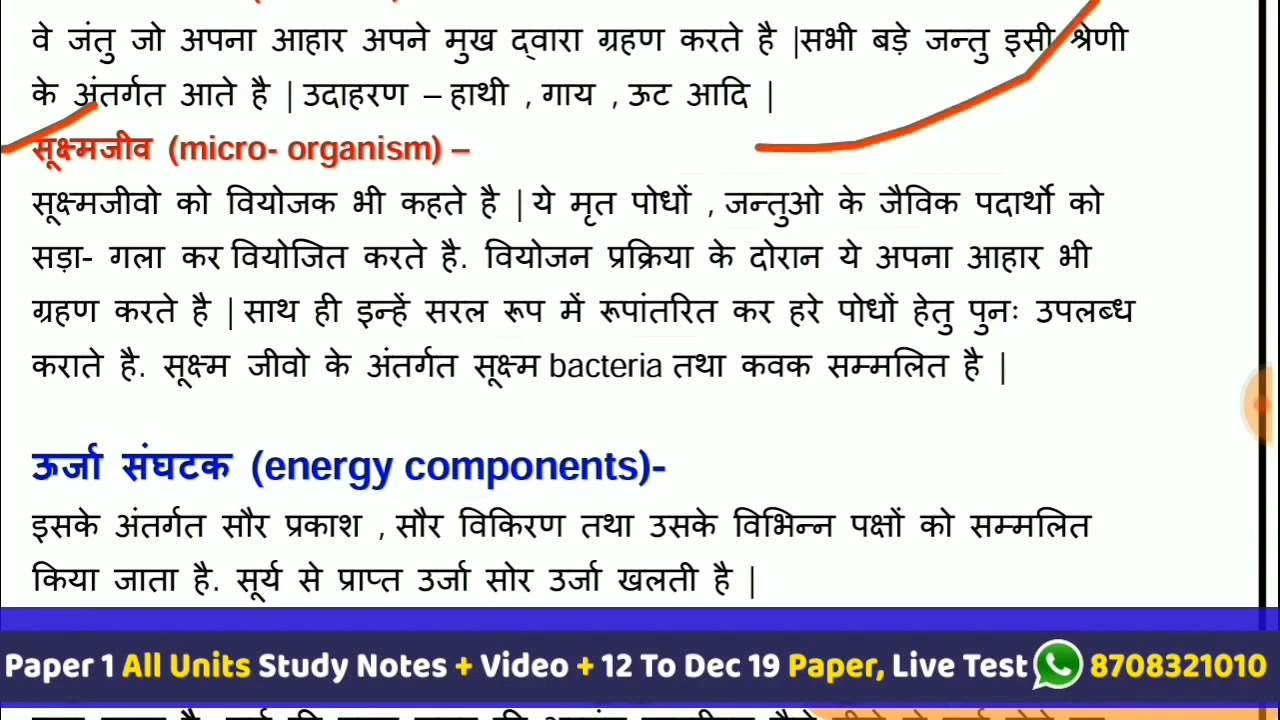 वे जंतु जो अपना आहार अपने मुख द्वारा ग्रहण करते है |सभी बड़े जन्तु इसी श्रेणी
के अंतर्गत आते है | उदाहरण – हाथी , गाय , ऊट आदि |
सूक्ष्मजीव (micro- organism) –
सूक्ष्मजीवो को वियोजक भी कहते है | ये मृत पोधों , जन्तुओ के जैविक पदार्थो को
सड़ा- गला कर वियोजित करते है. वियोजन प्रक्रिया के दोरान ये अपना आहार भी
ग्रहण करते है | साथ ही इन्हें सरल रूप में रूपांतरित कर हरे पोधों हेतु पुनः उपलब्ध
कराते है. सूक्ष्म जीवो के अंतर्गत सूक्ष्म bacteria तथा कवक सम्मलित है |
ऊर्जा संघटक (energy components)-
इसके अंतर्गत सौर प्रकाश , सौर विकिरण तथा उसके विभिन्न पक्षों को सम्मलित
किया जाता है. सूर्य से प्राप्त उर्जा सोर उर्जा खलती है |
Paper 1 All Units Study Notes + Video + 12 To Dec 19 Paper, Live Test 8708321010